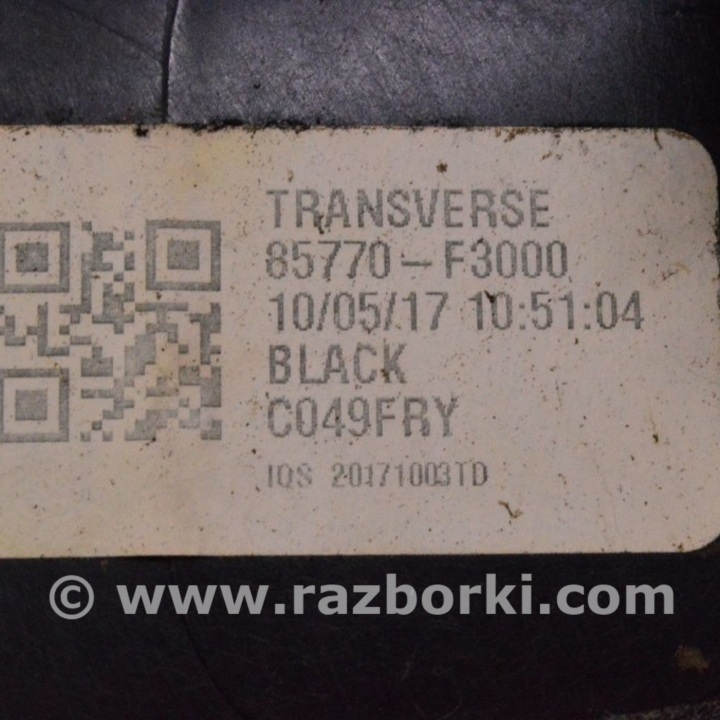 TRANSVERSE
85770-F3000
10/05/17 10:51:04
BLACK
C049FRY
IQS 20171003TD
© www.razborki.com